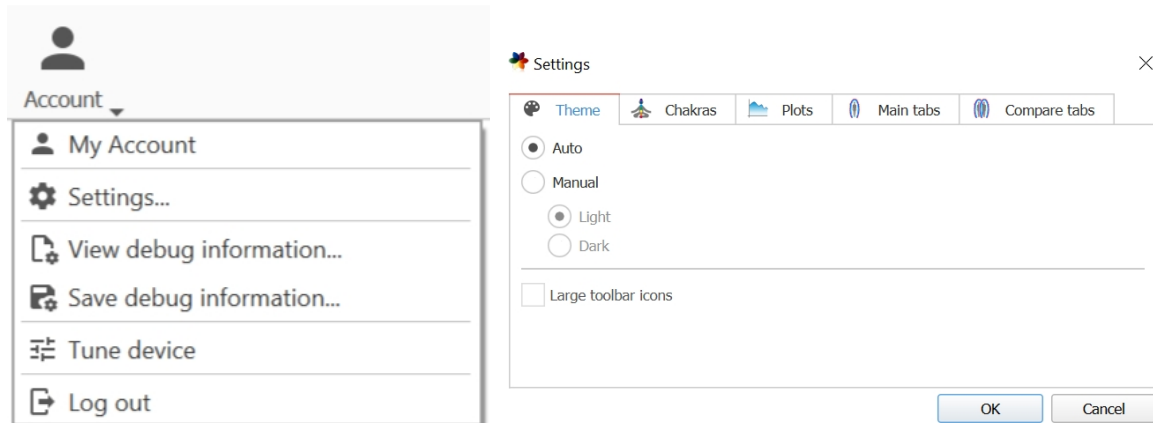 Account
My Account
Settings...
View debug information...
Save debug information...
Tune device
Log out
Settings
Theme Chakras Plots Main tabs Compare tabs
Auto
Manual
Light
Dark
Large toolbar icons
OK Cancel